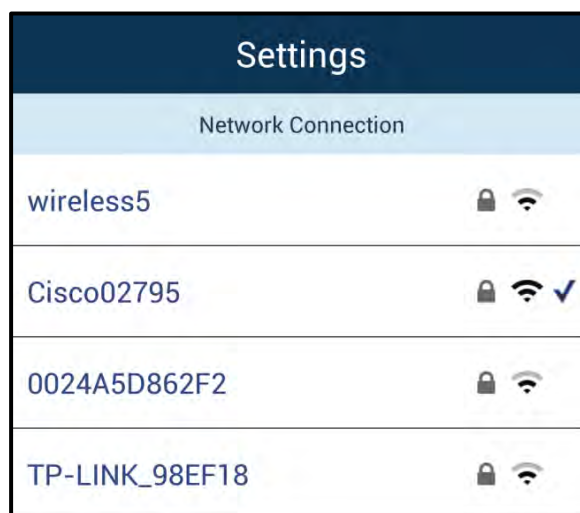 Settings
Network Connection
wireless5
Cisco02795
0024A5D862F2
TP-LINK_98EF18